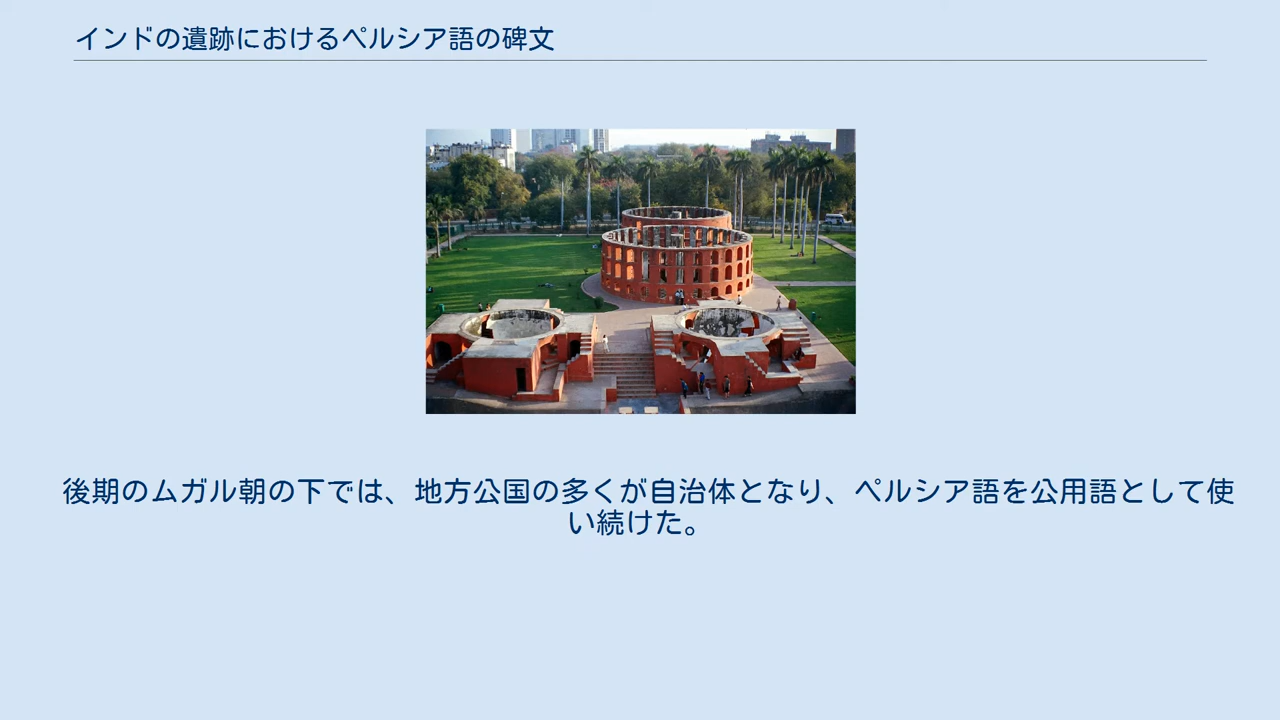 インドの遺跡におけるペルシア語の碑文
後期のムガル朝の下では、地方公国の多くが自治体となり、ペルシア語を公用語として使
い続けた。